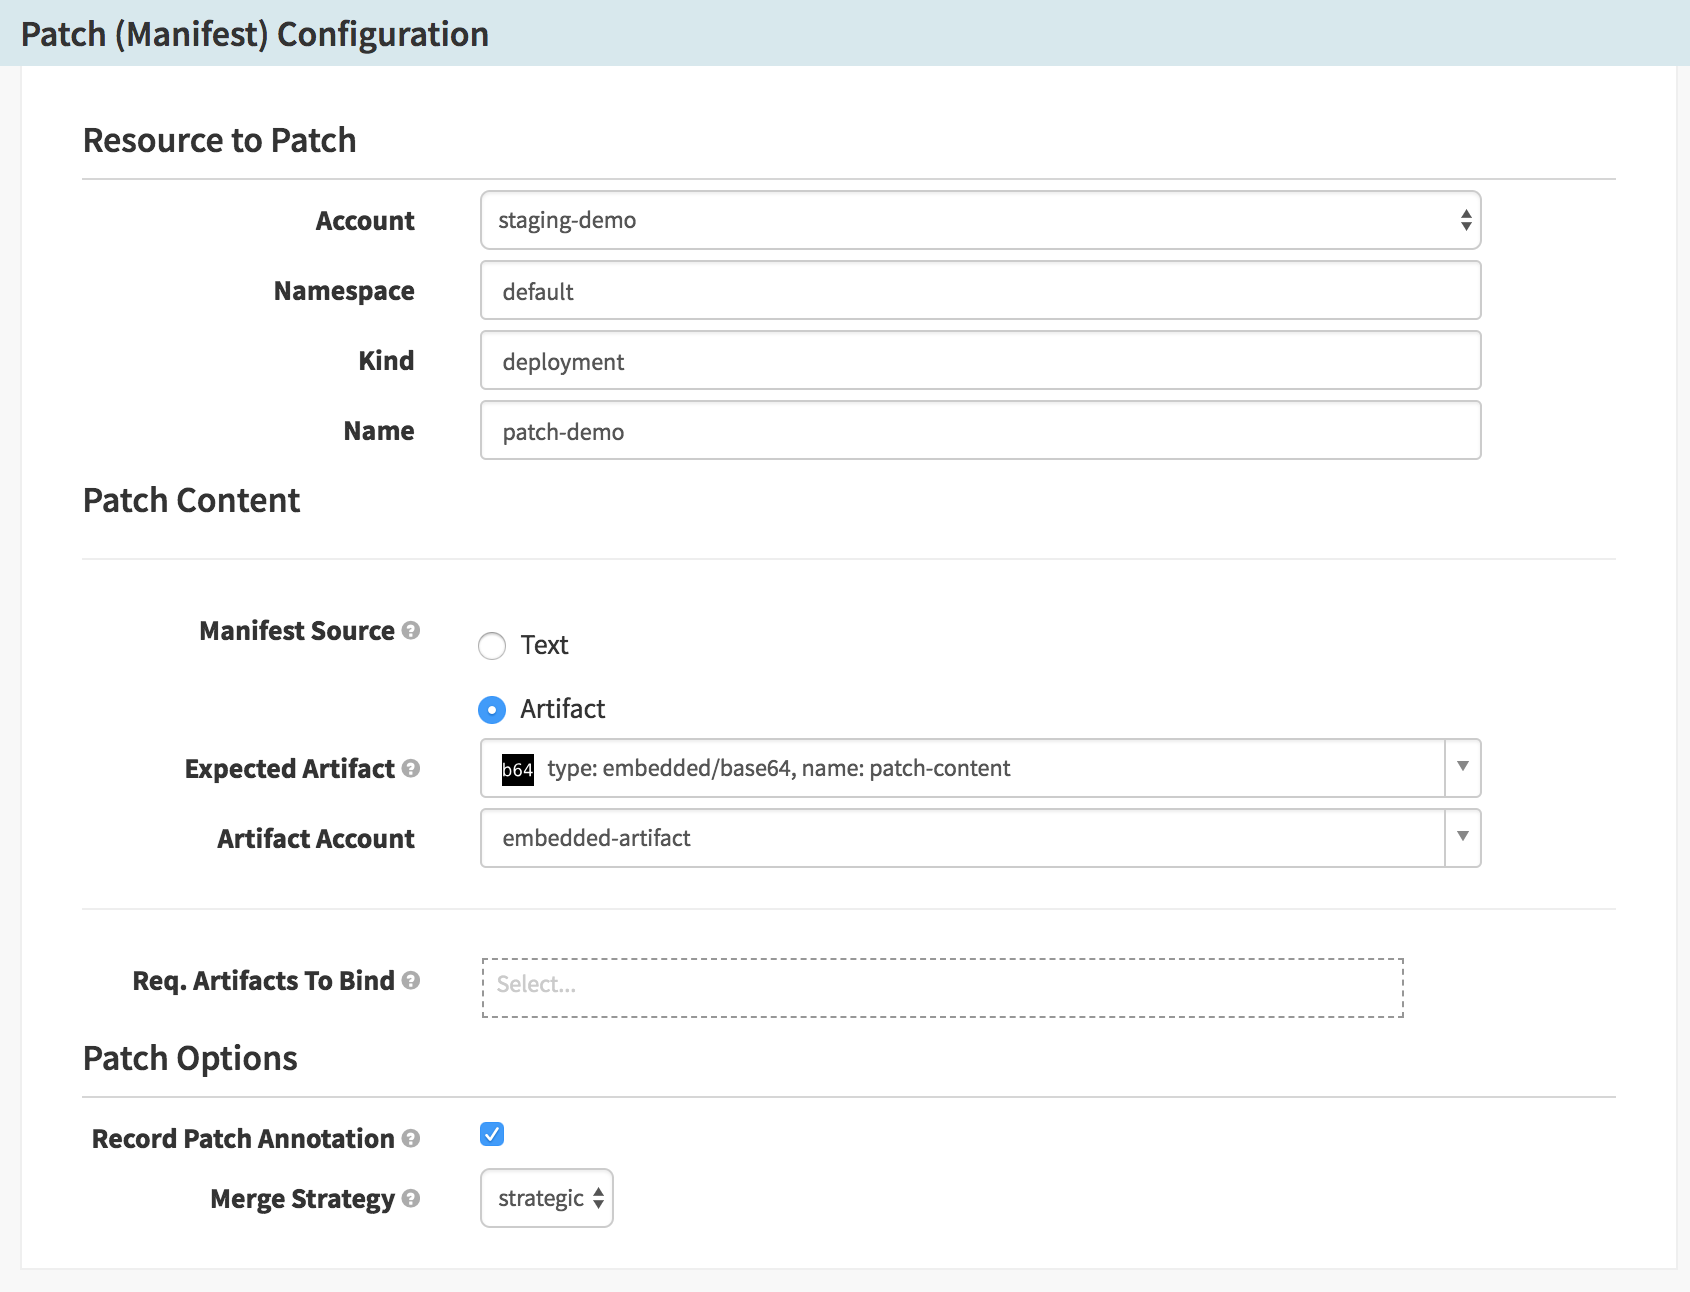 Patch (Manifest) Configuration
Resource to Patch
Account
staging-demo
Namespace
default
Kind
deployment
Name
patch-demo
Patch Content
Manifest Source ?
Text
Artifact
Expected Artifact ?
b64 type: embedded/base64, name: patch-content
Artifact Account
embedded-artifact
Req. Artifacts To Bind ?
Select...
Patch Options
Record Patch Annotation ?
Merge Strategy ?
strategic